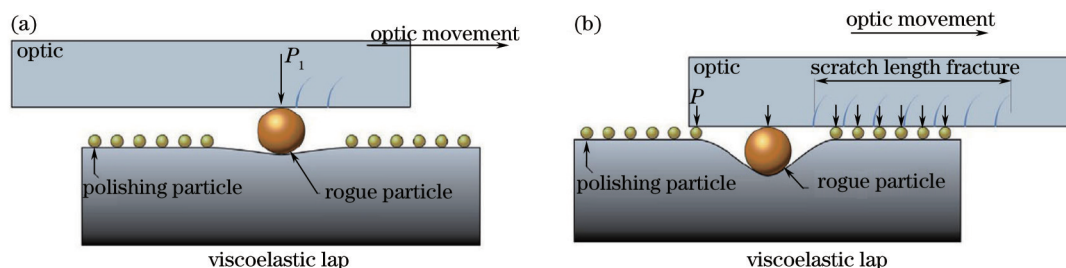 (a)
optic movement
optic
P1
polishing particle
rogue particle
viscoelastic lap
(b)
optic movement
optic
scratch length fracture
P
polishing particle
rogue particle
viscoelastic lap